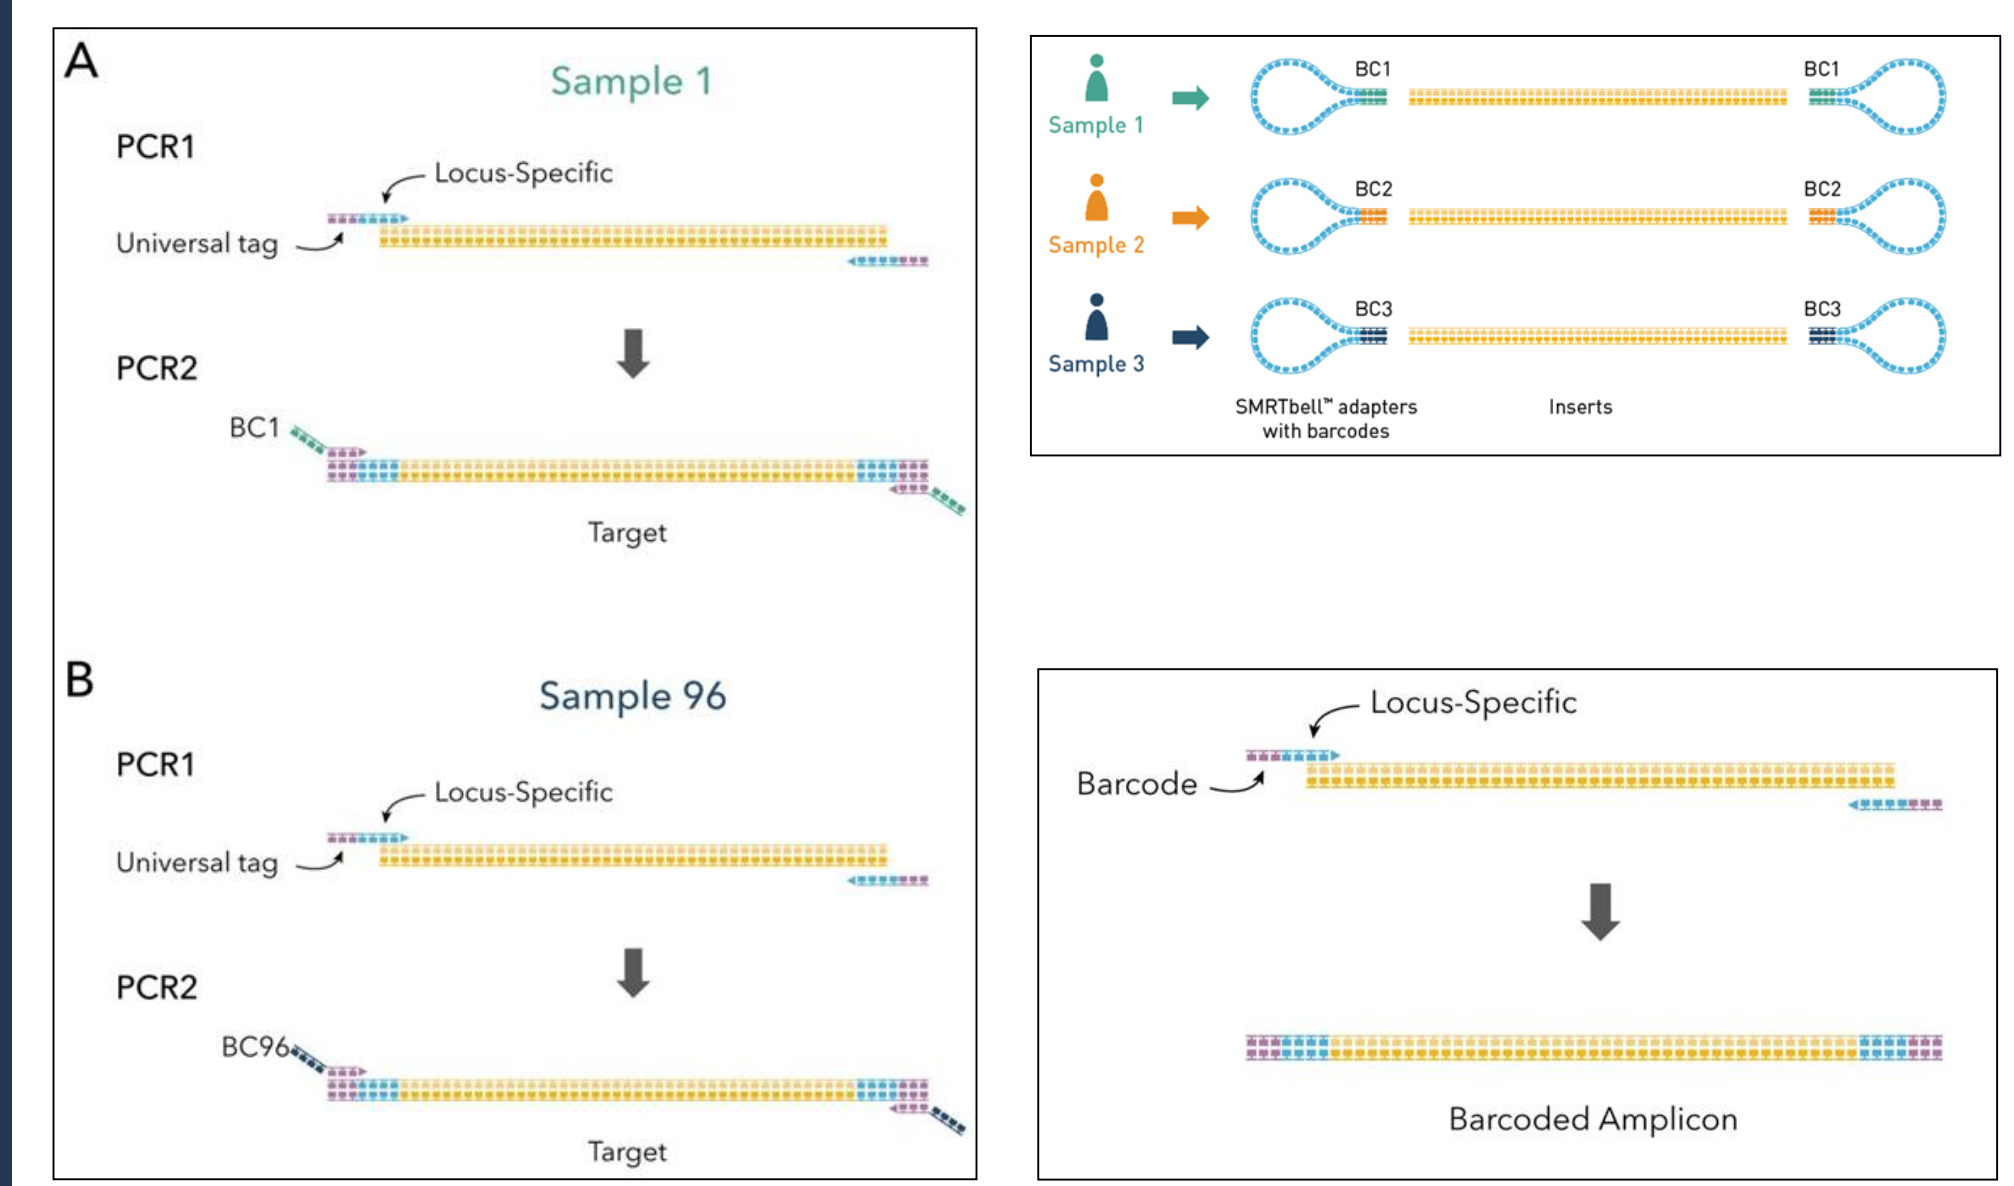 A
Sample 1
PCR1
Locus-Specific
Universal tag
PCR2
BC1
Target
B
Sample 96
PCR1
Locus-Specific
Universal tag
PCR2
BC96
Target
BC1
BC1
Sample 1
BC2
BC2
Sample 2
BC3
BC3
Sample 3
SMRTbell™ adapters
with barcodes
Inserts
Locus-Specific
Barcode
Barcoded Amplicon